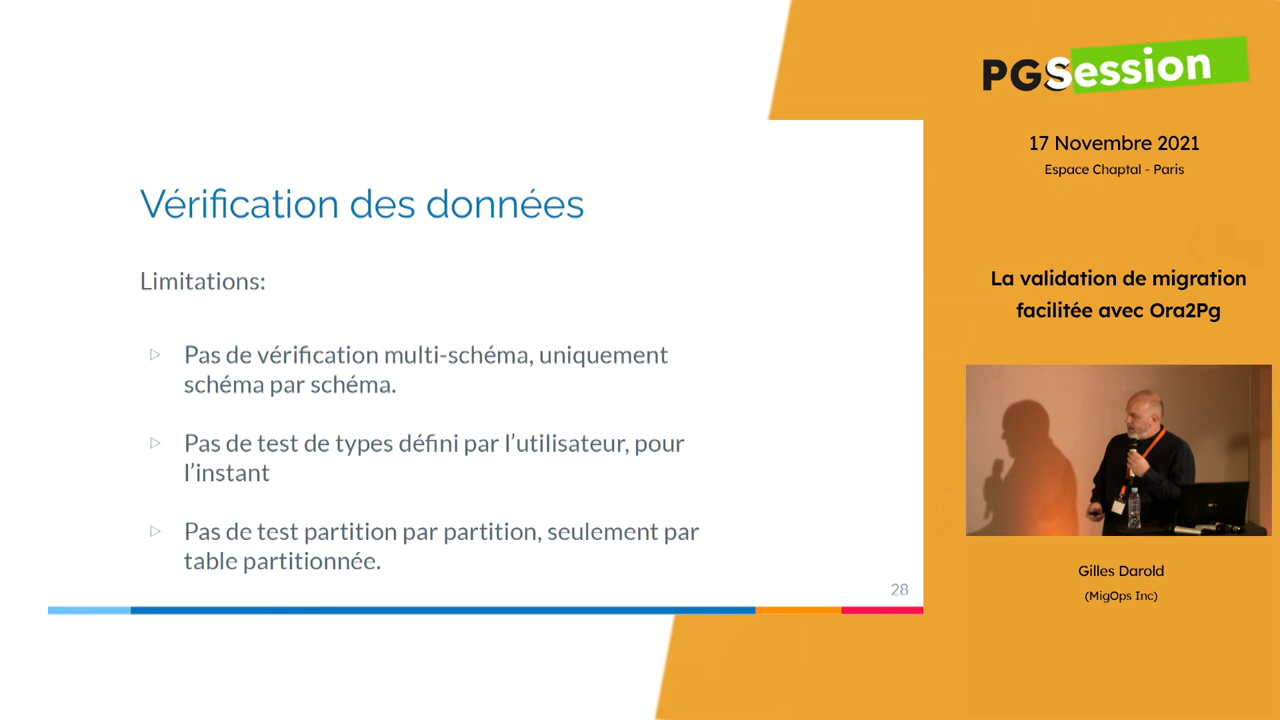 Vérification des données
Limitations:
▷ Pas de vérification multi-schéma, uniquement
schéma par schéma.
▷ Pas de test de types défini par l’utilisateur, pour
l’instant
▷ Pas de test partition par partition, seulement par
table partitionnée.
28
PGSession
17 Novembre 2021
Espace Chaptal - Paris
La validation de migration
facilitée avec Ora2Pg
Gilles Darold
(MigOps Inc)